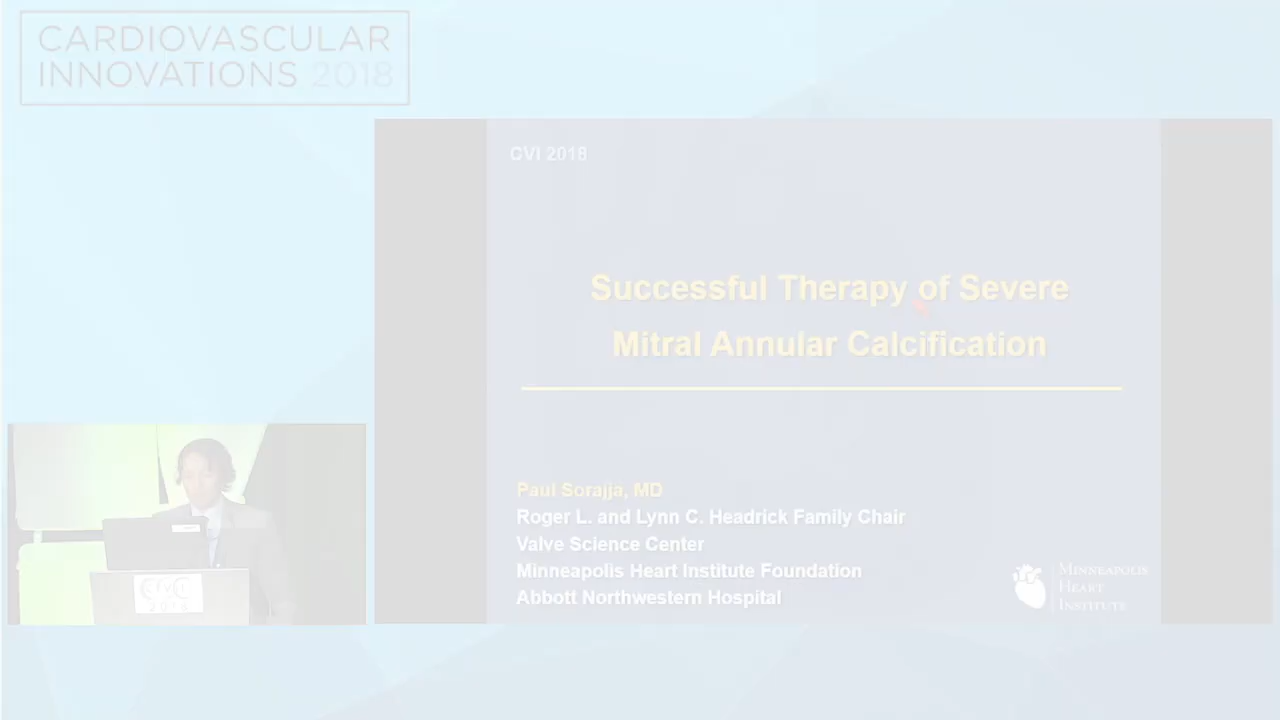 CARDIOVASCULAR
INNOVATIONS 2018
CVI 2018
Successful Therapy of Severe
Mitral Annular Calcification
Paul Sorajja, MD
Roger L. and Lynn C. Headrick Family Chair
Valve Science Center
Minneapolis Heart Institute Foundation
Abbott Northwestern Hospital
MINNEAPOLIS
HEART
INSTITUTE
2018